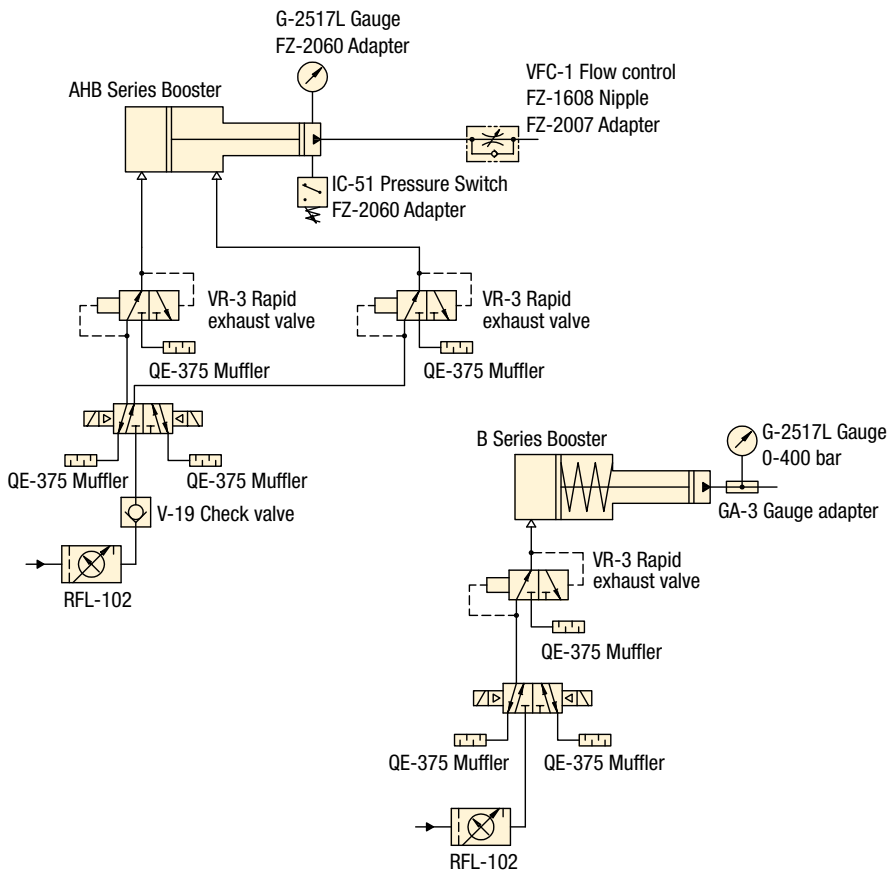 G-2517L Gauge
FZ-2060 Adapter
AHB Series Booster
VFC-1 Flow control
FZ-1608 Nipple
FZ-2007 Adapter
IC-51 Pressure Switch
FZ-2060 Adapter
VR-3 Rapid
exhaust valve
VR-3 Rapid
exhaust valve
QE-375 Muffler
QE-375 Muffler
QE-375 Muffler
QE-375 Muffler
V-19 Check valve
RFL-102
B Series Booster
G-2517L Gauge
0-400 bar
GA-3 Gauge adapter
VR-3 Rapid
exhaust valve
QE-375 Muffler
QE-375 Muffler
QE-375 Muffler
RFL-102